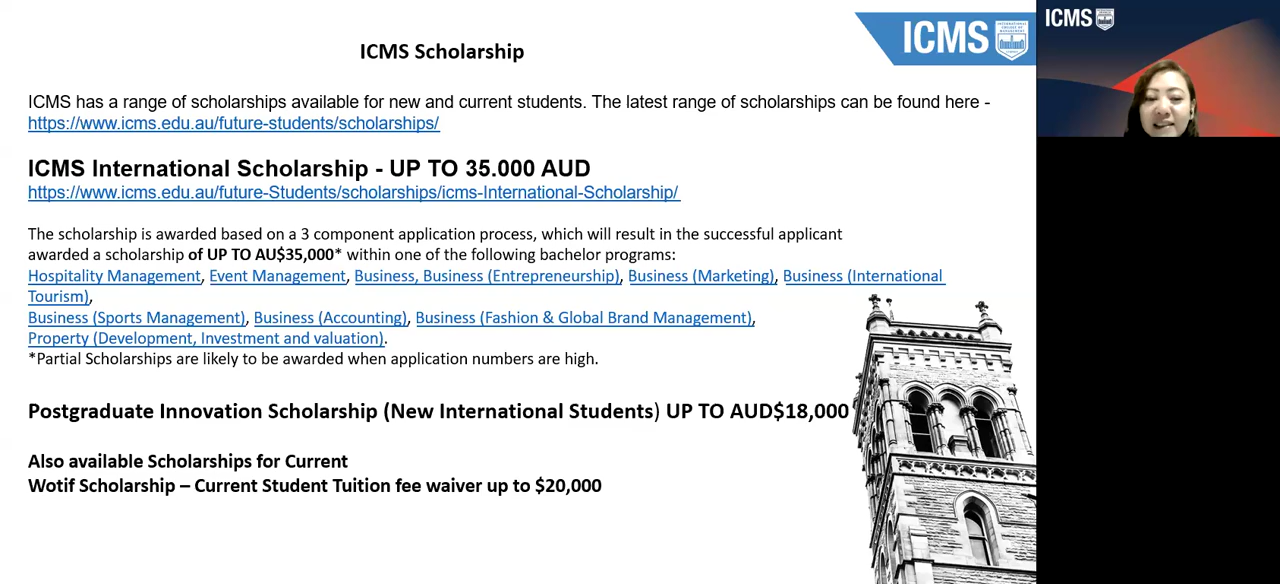 ICMS Scholarship
ICMS
ICMS
ICMS has a range of scholarships available for new and current students. The latest range of scholarships can be found here -
https://www.icms.edu.au/future-students/scholarships/
ICMS International Scholarship - UP TO 35.000 AUD
https://www.icms.edu.au/future-Students/scholarships/icms-International-Scholarship/
The scholarship is awarded based on a 3 component application process, which will result in the successful applicant
awarded a scholarship of UP TO AU$35,000* within one of the following bachelor programs:
Hospitality Management, Event Management, Business, Business (Entrepreneurship), Business (Marketing), Business (International
Tourism),
Business (Sports Management), Business (Accounting), Business (Fashion & Global Brand Management),
Property (Development, Investment and valuation).
*Partial Scholarships are likely to be awarded when application numbers are high.
Postgraduate Innovation Scholarship (New International Students) UP TO AUD$18,000
Also available Scholarships for Current
Wotif Scholarship – Current Student Tuition fee waiver up to $20,000